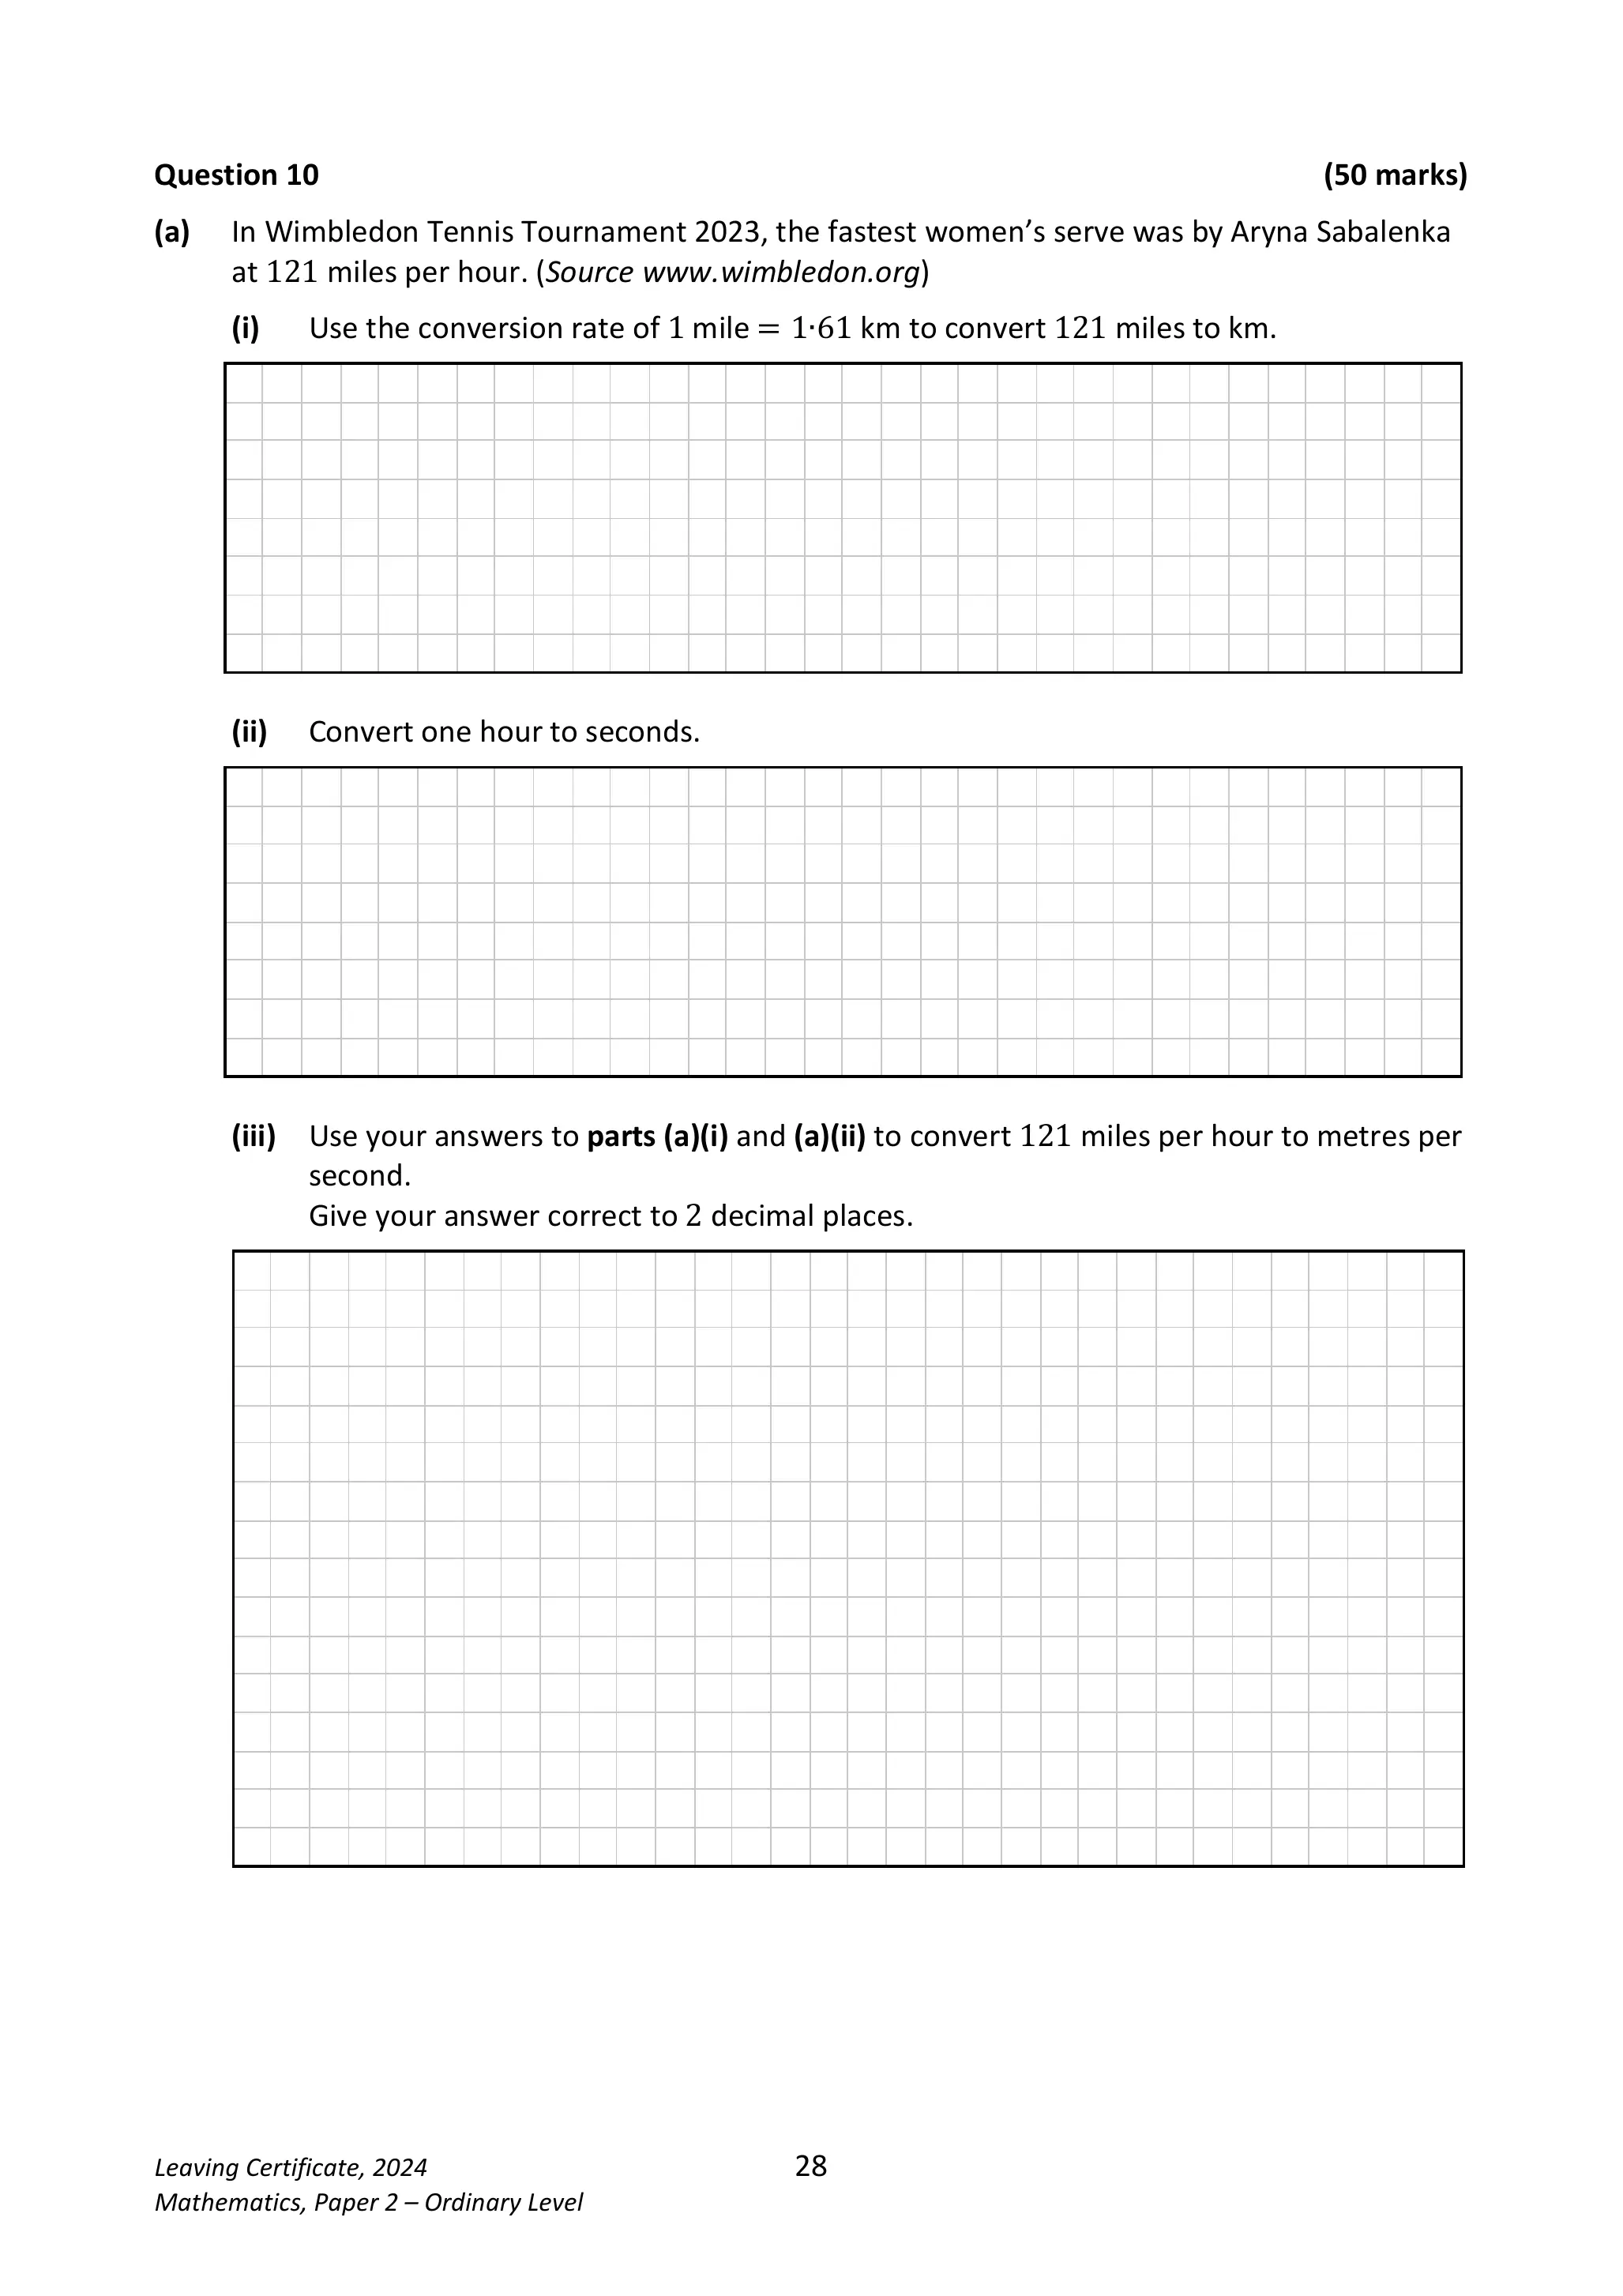 Question 10 (50 marks)
(a) In Wimbledon Tennis Tournament 2023, the fastest women’s serve was by Aryna Sabalenka
at 121 miles per hour. (Source www.wimbledon.org)
(i) Use the conversion rate of 1 mile = 1·61 km to convert 121 miles to km.
(ii) Convert one hour to seconds.
(iii) Use your answers to parts (a)(i) and (a)(ii) to convert 121 miles per hour to metres per
second.
Give your answer correct to 2 decimal places.
Leaving Certificate, 2024 28
Mathematics, Paper 2 – Ordinary Level